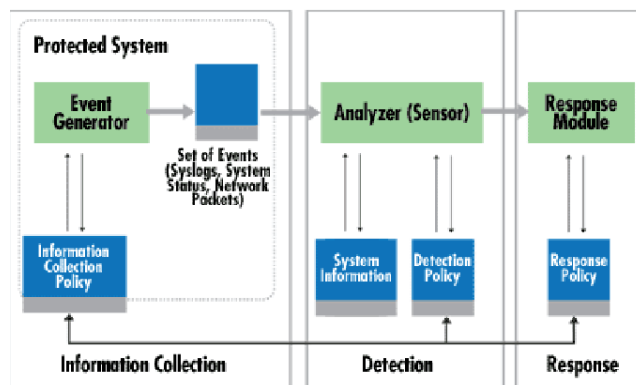 Protected System
Event
Generator
Set of Events
(Syslogs, System
Status, Network
Packets)
Information
Collection
Policy
Analyzer (Sensor)
System
Information
Detection
Policy
Response
Module
Response
Policy
Information Collection
Detection
Response